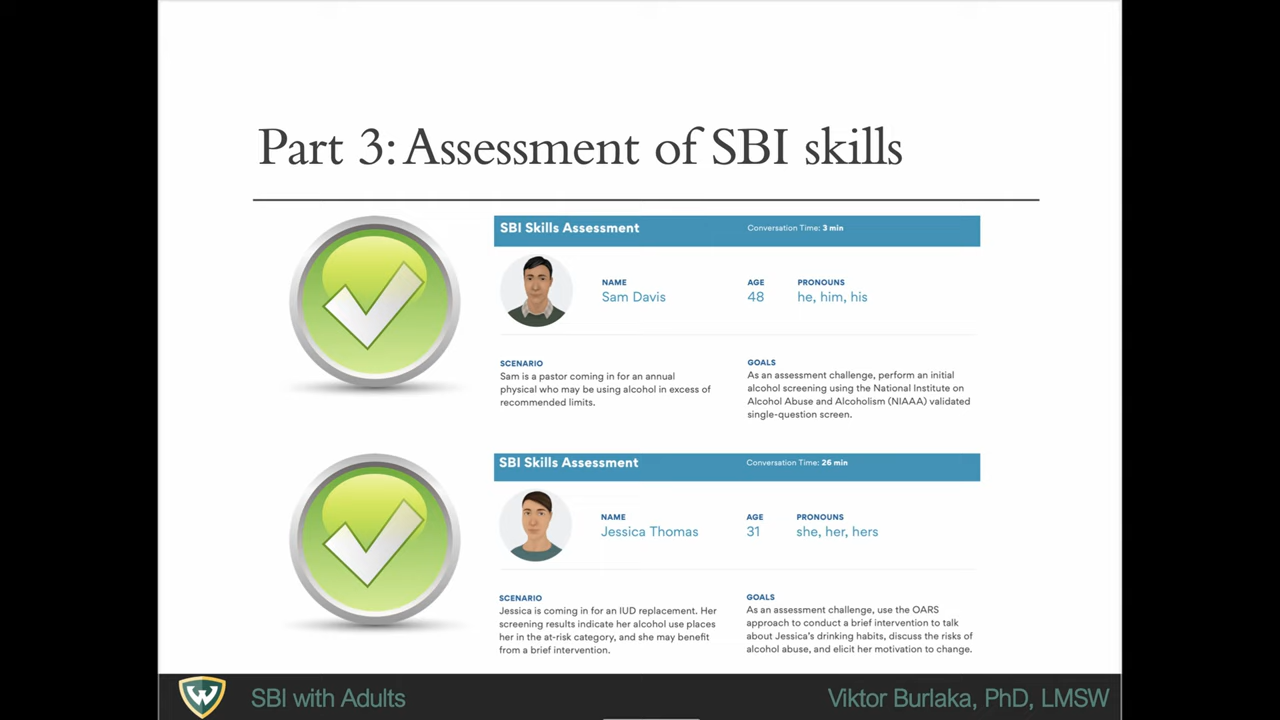 Part 3: Assessment of SBI skills
SBI Skills Assessment
Conversation Time: 3 min
NAME
Sam Davis
AGE
48
PRONOUNS
he, him, his
SCENARIO
Sam is a pastor coming in for an annual
physical who may be using alcohol in excess of
recommended limits.
GOALS
As an assessment challenge, perform an initial
alcohol screening using the National Institute on
Alcohol Abuse and Alcoholism (NIAAA) validated
single-question screen.
SBI Skills Assessment
Conversation Time: 26 min
NAME
Jessica Thomas
AGE
31
PRONOUNS
she, her, hers
SCENARIO
Jessica is coming in for an IUD replacement. Her
screening results indicate her alcohol use places
her in the at-risk category, and she may benefit
from a brief intervention.
GOALS
As an assessment challenge, use the OARS
approach to conduct a brief intervention to talk
about Jessica's drinking habits, discuss the risks of
alcohol abuse, and elicit her motivation to change.
W
SBI with Adults
Viktor Burlaka, PhD, LMSW